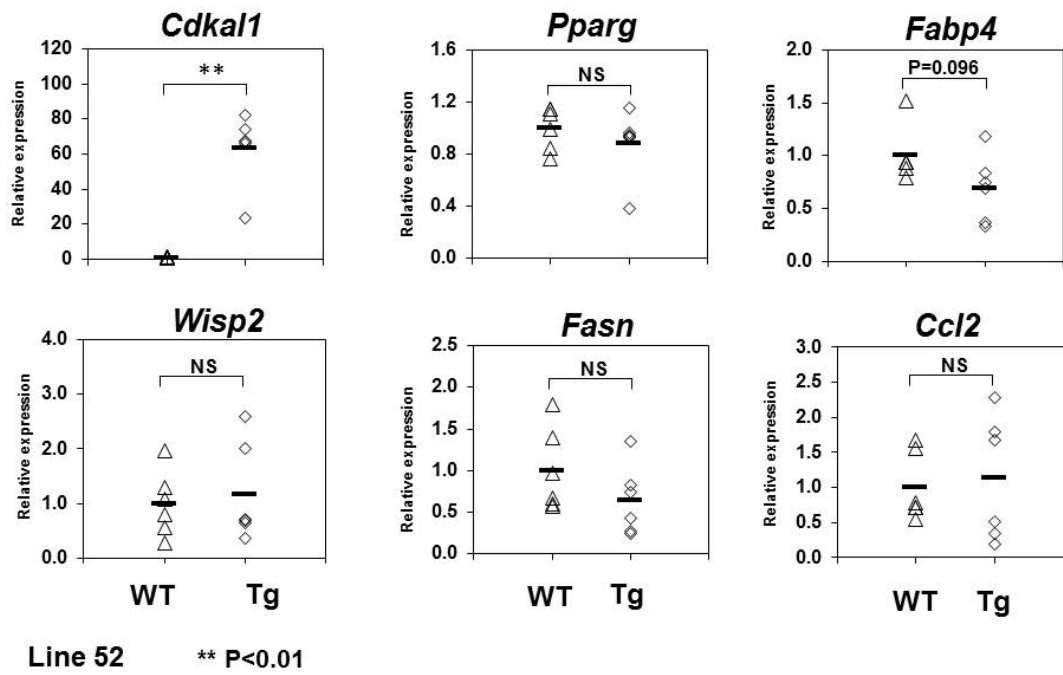 Cdkal1
Relative expression
120
100
80
60
40
20
0
**
Pparg
Relative expression
1.6
1.2
0.8
0.4
0.0
NS
Fabp4
Relative expression
2.0
1.5
1.0
0.5
0.0
P=0.096
Wisp2
Relative expression
4.0
3.0
2.0
1.0
0.0
NS
WT Tg
Fasn
Relative expression
2.5
2.0
1.5
1.0
0.5
0.0
NS
WT Tg
Ccl2
Relative expression
3.0
2.5
2.0
1.5
1.0
0.5
0.0
NS
WT Tg
Line 52 ** P<0.01